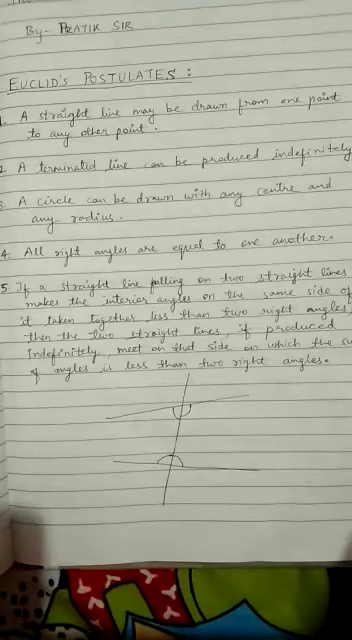 By- PRATIK SIR
EUCLID'S POSTULATES :
1. A straight line may be drawn from one point
to any other point.
2 A terminated line can be produced indefinitely
3 A circle can be drawn with any centre and
any radius.
4. All right angles are equal to one another.
5 If a straight line falling on two straight lines
makes the interior angles on the same side of
it taken together less than two right angles,
then the two straight lines, if produced
indefinitely, meet on that side on which the su
of angles is less than two right angles.